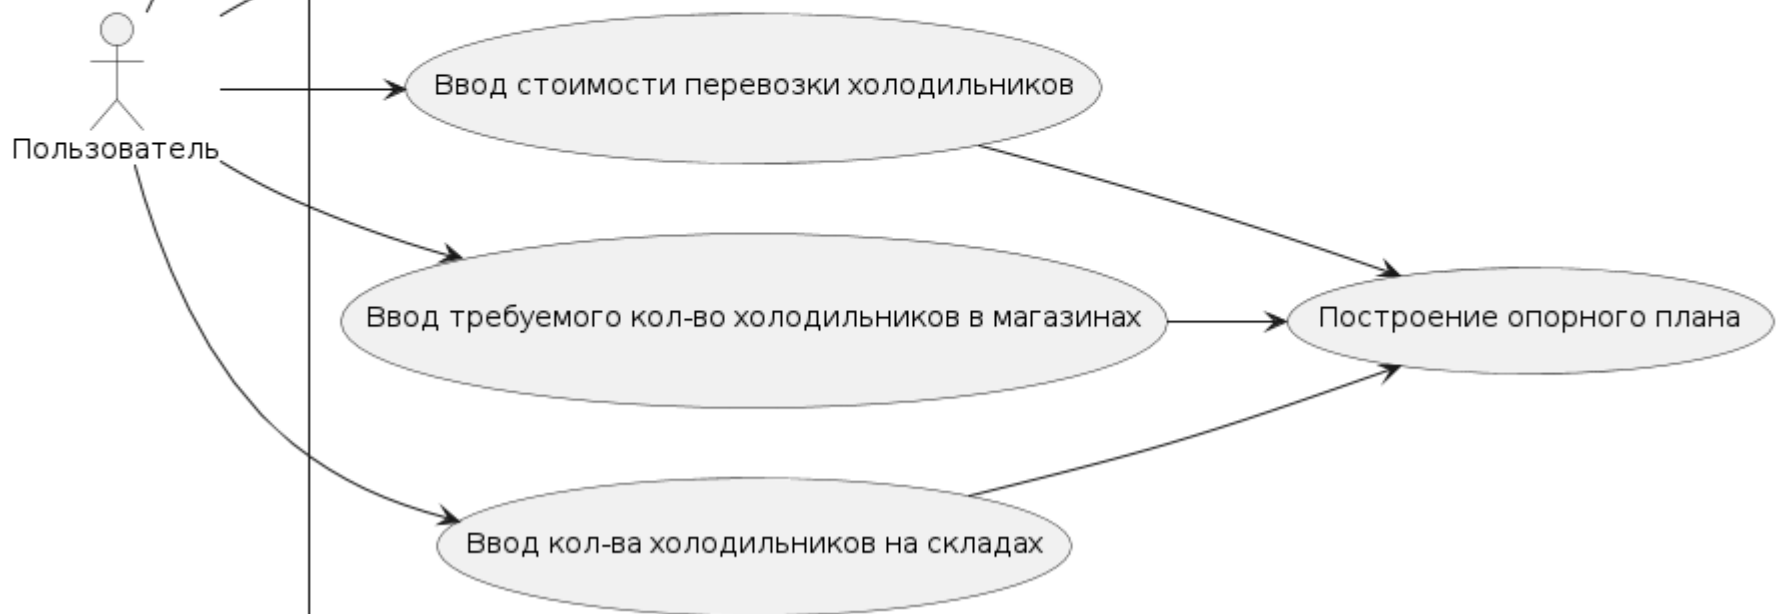 Ввод стоимости перевозки холодильников
Пользователь
Ввод требуемого кол-во холодильников в магазинах
Построение опорного плана
Ввод кол-ва холодильников на складах